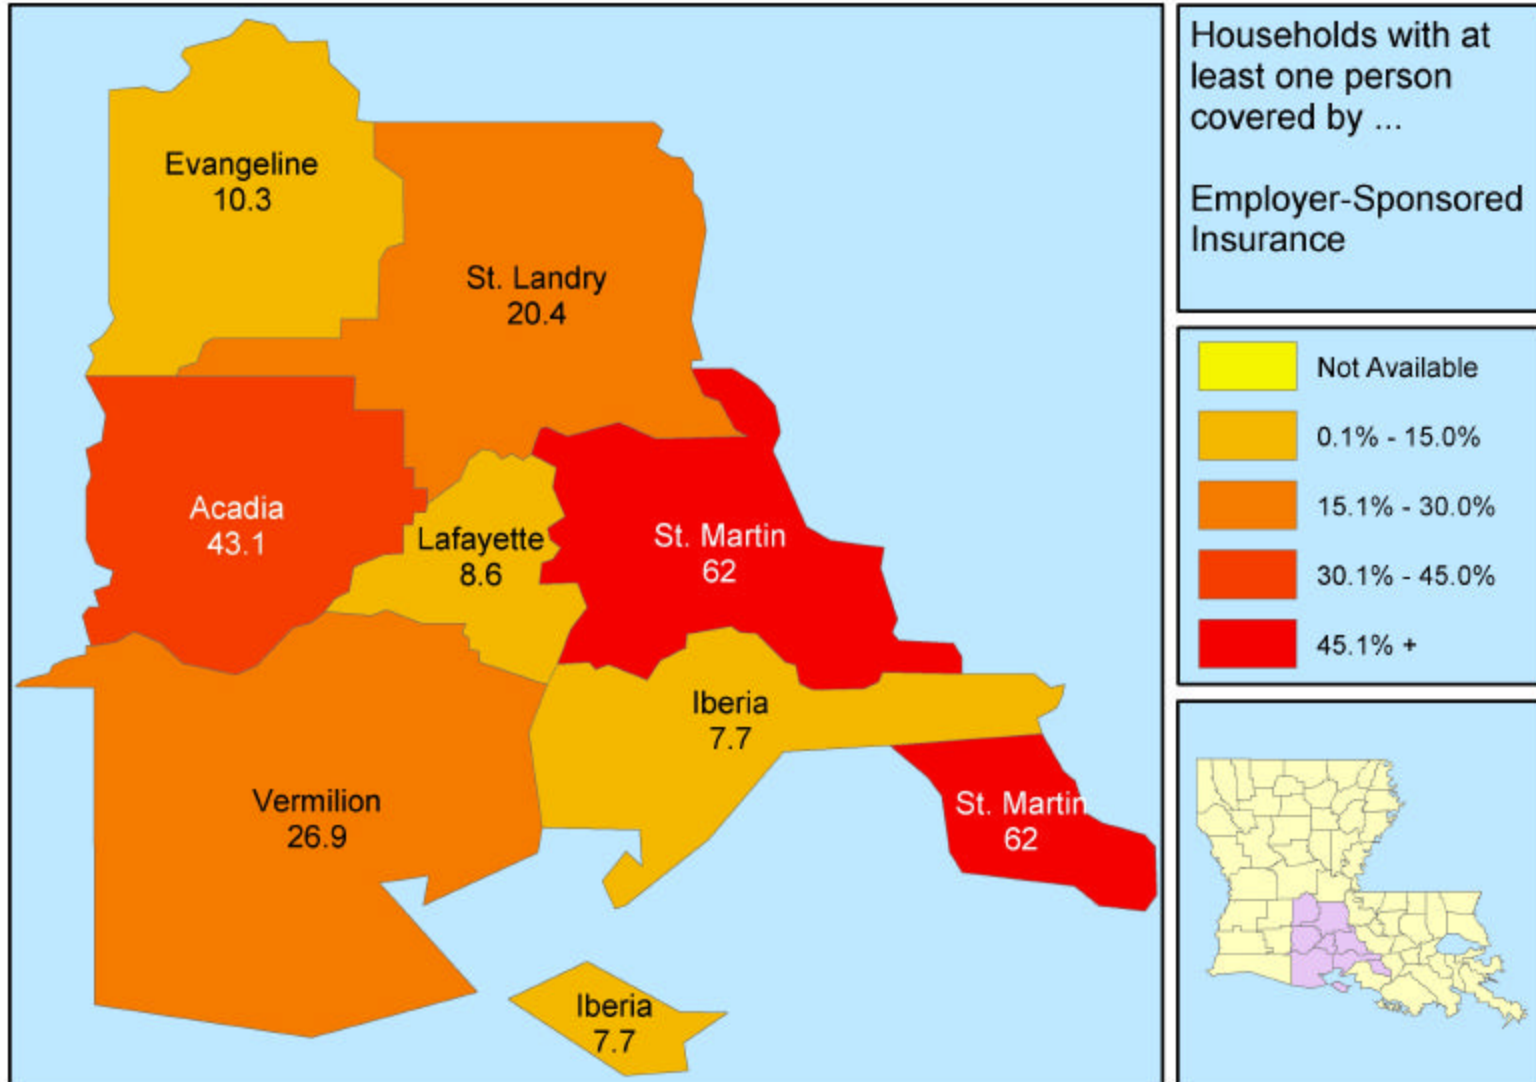 Households with at
least one person
covered by ...
Employer-Sponsored
Insurance
Evangeline
10.3
St. Landry
20.4
Acadia
43.1
Lafayette
8.6
St. Martin
62
Iberia
7.7
Vermilion
26.9
St. Martin
62
Iberia
7.7
Not Available
0.1% - 15.0%
15.1% - 30.0%
30.1% - 45.0%
45.1% +